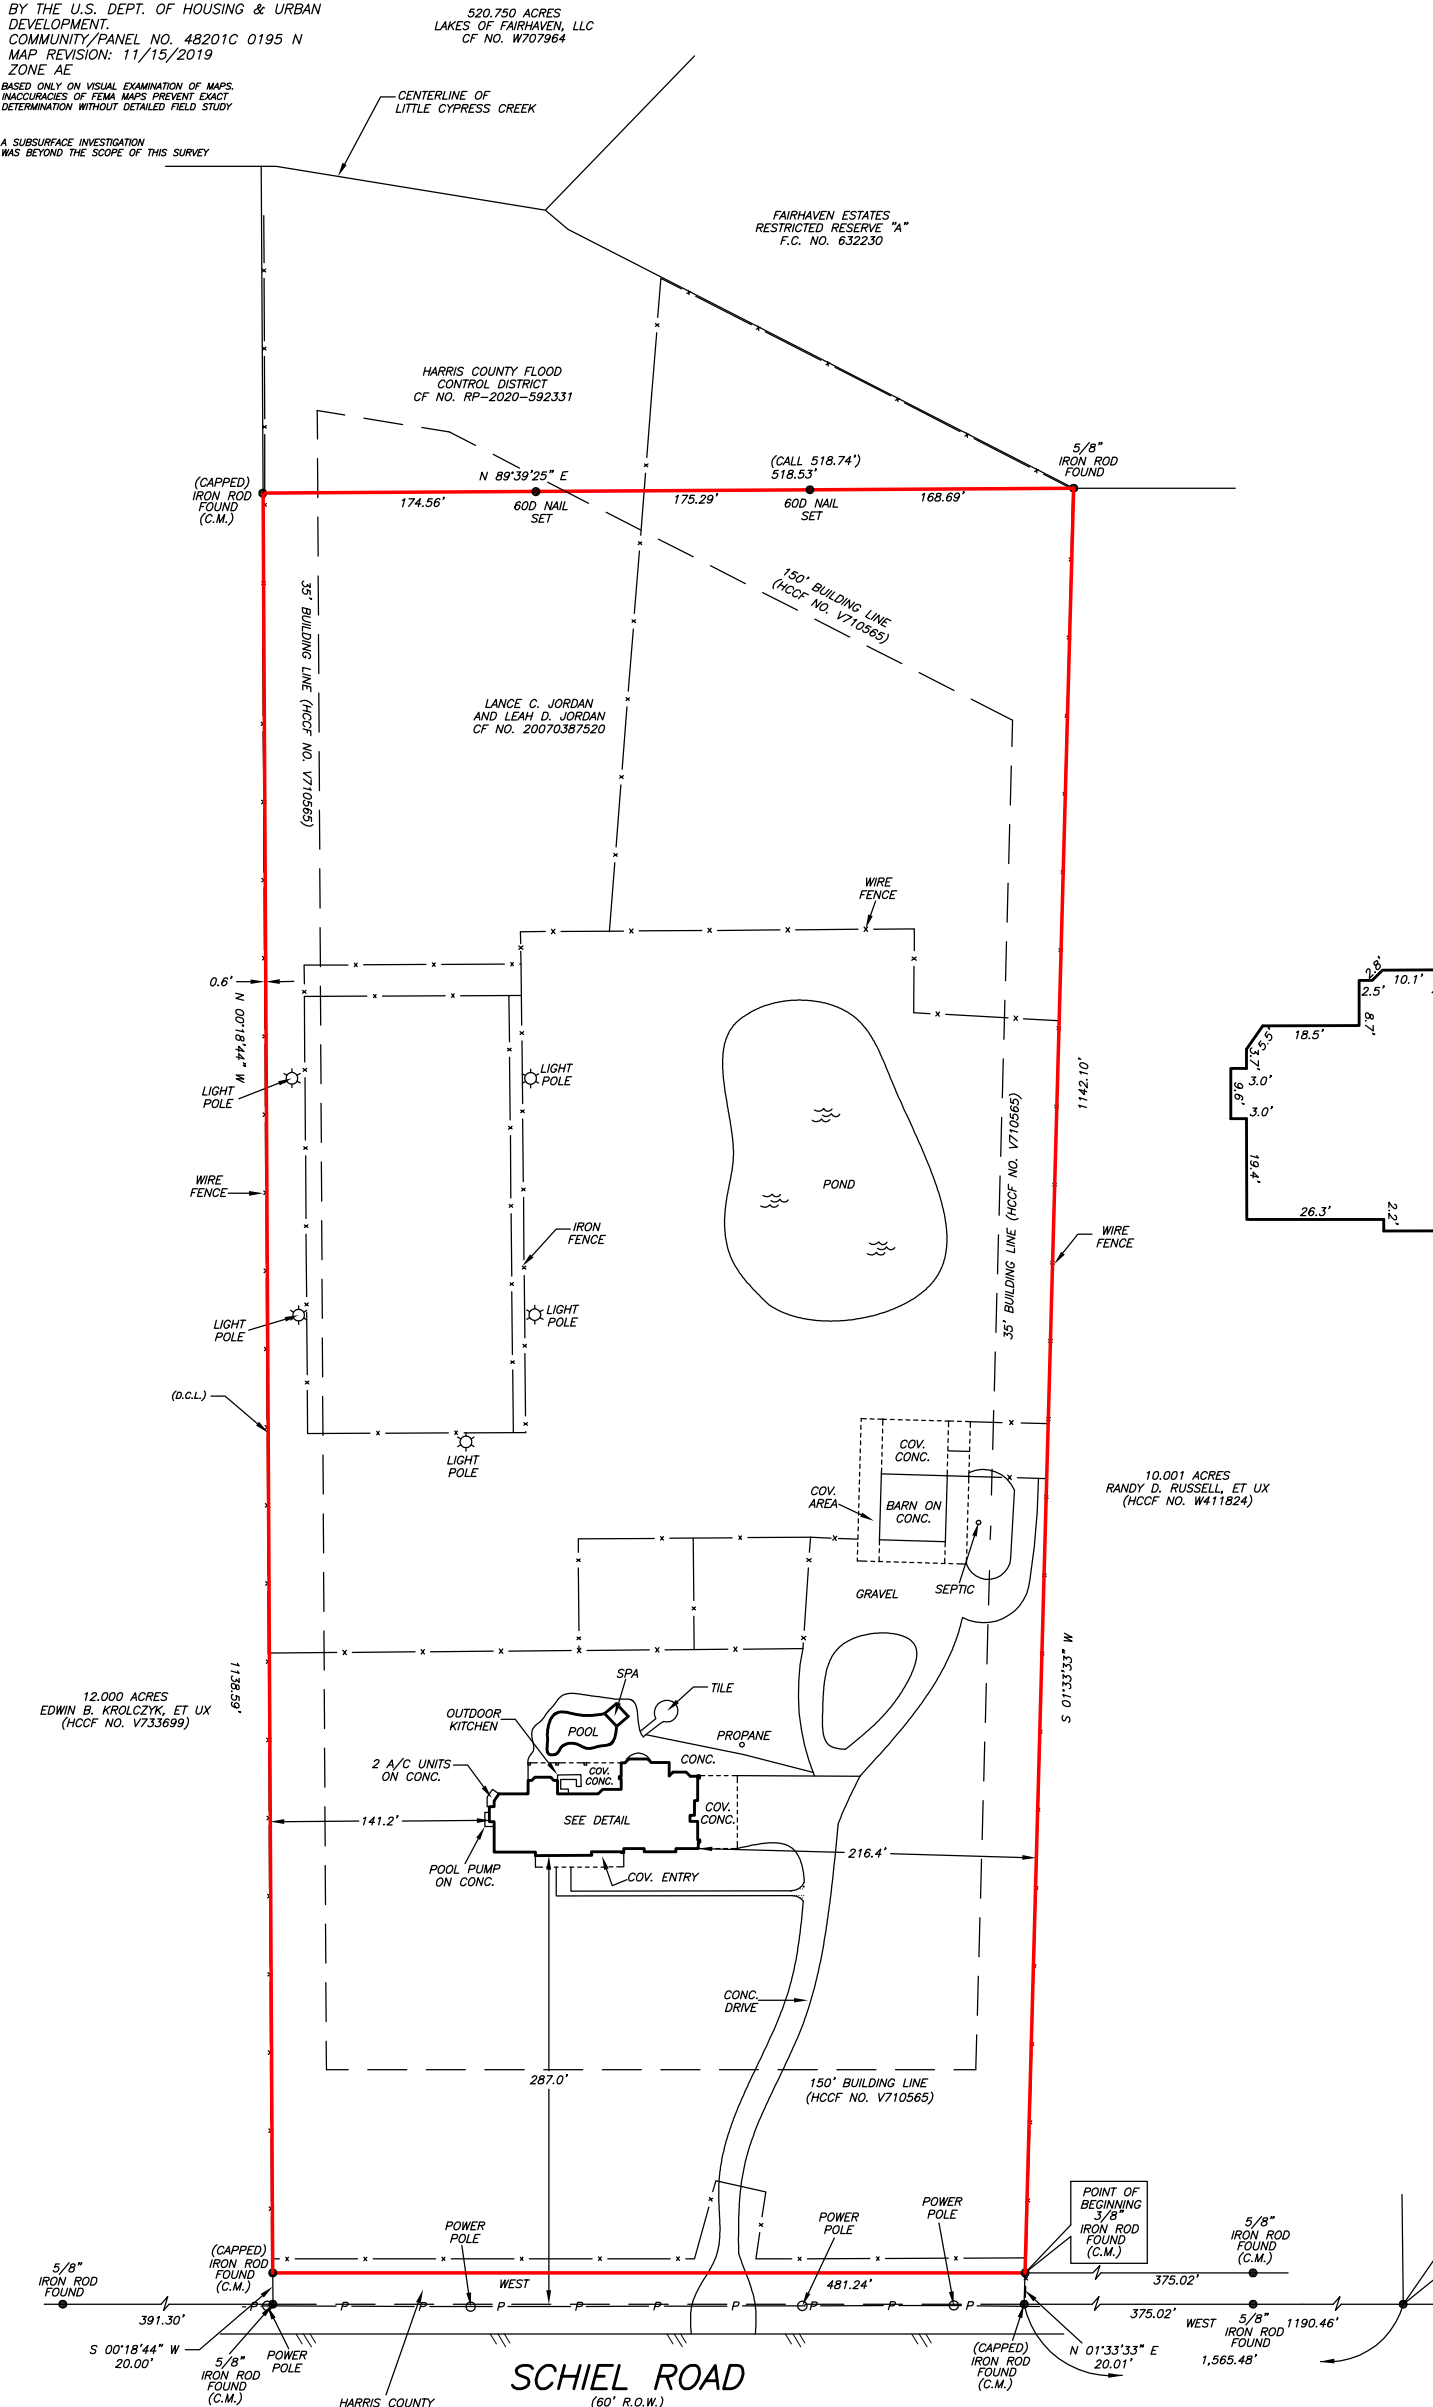 BY THE U.S. DEPT. OF HOUSING & URBAN
DEVELOPMENT.
COMMUNITY/PANEL NO. 48201C 0195 N
MAP REVISION: 11/15/2019
ZONE AE
BASED ONLY ON VISUAL EXAMINATION OF MAPS.
INACCURACIES OF FEMA MAPS PREVENT EXACT
DETERMINATION WITHOUT DETAILED FIELD STUDY
A SUBSURFACE INVESTIGATION
WAS BEYOND THE SCOPE OF THIS SURVEY
520.750 ACRES
LAKES OF FAIRHAVEN, LLC
CF NO. W707964
CENTERLINE OF
LITTLE CYPRESS CREEK
FAIRHAVEN ESTATES
RESTRICTED RESERVE "A"
F.C. NO. 632230
HARRIS COUNTY FLOOD
CONTROL DISTRICT
CF NO. RP-2020-592331
(CAPPED)
IRON ROD
FOUND
(C.M.)
N 89°39'25" E
(CALL 518.74')
518.53'
5/8"
IRON ROD
FOUND
174.56'
60D NAIL
SET
175.29'
60D NAIL
SET
168.69'
35' BUILDING LINE (HCCF NO. V710565)
150' BUILDING LINE
(HCCF NO. V710565)
LANCE C. JORDAN
AND LEAH D. JORDAN
CF NO. 20070387520
WIRE
FENCE
0.6'
N 00°18'44" W
LIGHT
POLE
LIGHT
POLE
1142.10'
35' BUILDING LINE (HCCF NO. V710565)
2.8'
10.1'
2.5'
8.7'
18.5'
5.5'
3.7'
3.0'
9.6'
3.0'
19.4'
26.3'
2.2'
POND
WIRE
FENCE
IRON
FENCE
WIRE
FENCE
LIGHT
POLE
LIGHT
POLE
(D.C.L.)
LIGHT
POLE
COV.
CONC.
COV.
AREA
BARN ON
CONC.
10.001 ACRES
RANDY D. RUSSELL, ET UX
(HCCF NO. W411824)
GRAVEL
SEPTIC
S 01°33'33" W
1138.59'
12.000 ACRES
EDWIN B. KROLCZYK, ET UX
(HCCF NO. V733699)
SPA
TILE
OUTDOOR
KITCHEN
POOL
PROPANE
2 A/C UNITS
ON CONC.
COV.
CONC.
CONC.
141.2'
SEE DETAIL
COV.
CONC.
216.4'
POOL PUMP
ON CONC.
COV. ENTRY
CONC.
DRIVE
287.0'
150' BUILDING LINE
(HCCF NO. V710565)
POINT OF
BEGINNING
3/8"
IRON ROD
FOUND
(C.M.)
POWER
POLE
POWER
POLE
POWER
POLE
5/8"
IRON ROD
FOUND
(C.M.)
5/8"
IRON ROD
FOUND
(CAPPED)
IRON ROD
FOUND
(C.M.)
WEST
481.24'
375.02'
P P P P P P P P P
391.30'
375.02'
WEST
5/8"
IRON ROD
FOUND
1190.46'
S 00°18'44" W
20.00'
5/8"
IRON ROD
FOUND
(C.M.)
POWER
POLE
(CAPPED)
IRON ROD
FOUND
(C.M.)
N 01°33'33" E
20.01'
1,565.48'
SCHIEL ROAD
(60' R.O.W.)
HARRIS COUNTY